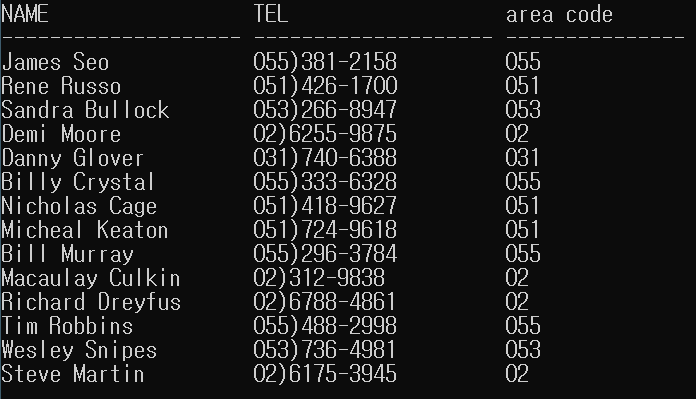 NAME TEL area code
-------------------- -------------------- ---------------
James Seo 055)381-2158 055
Rene Russo 051)426-1700 051
Sandra Bullock 053)266-8947 053
Demi Moore 02)6255-9875 02
Danny Glover 031)740-6388 031
Billy Crystal 055)333-6328 055
Nicholas Cage 051)418-9627 051
Micheal Keaton 051)724-9618 051
Bill Murray 055)296-3784 055
Macaulay Culkin 02)312-9838 02
Richard Dreyfus 02)6788-4861 02
Tim Robbins 055)488-2998 055
Wesley Snipes 053)736-4981 053
Steve Martin 02)6175-3945 02